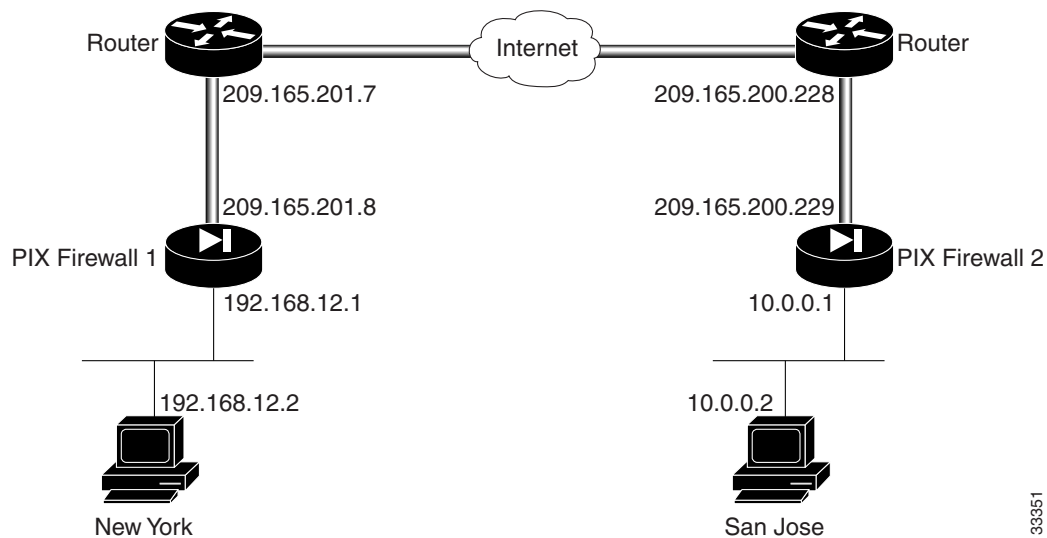 Router
Internet
Router
209.165.201.7
209.165.200.228
209.165.201.8
209.165.200.229
PIX Firewall 1
PIX Firewall 2
192.168.12.1
10.0.0.1
192.168.12.2
10.0.0.2
New York
San Jose
33351